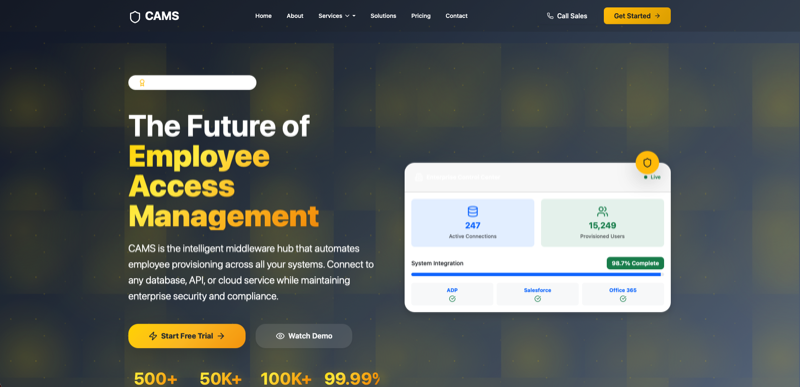 CAMS
Home About Services Solutions Pricing Contact
Call Sales
Get Started
The Future of
Employee
Access
Management
CAMS is the intelligent middleware hub that automates
employee provisioning across all your systems. Connect to
any database, API, or cloud service while maintaining
enterprise security and compliance.
Start Free Trial
Watch Demo
500+ 50K+ 100K+ 99.99%
Live
247
Active Connections
15,249
Provisioned Users
System Integration
98.7% Complete
ADP
Salesforce
Office 365